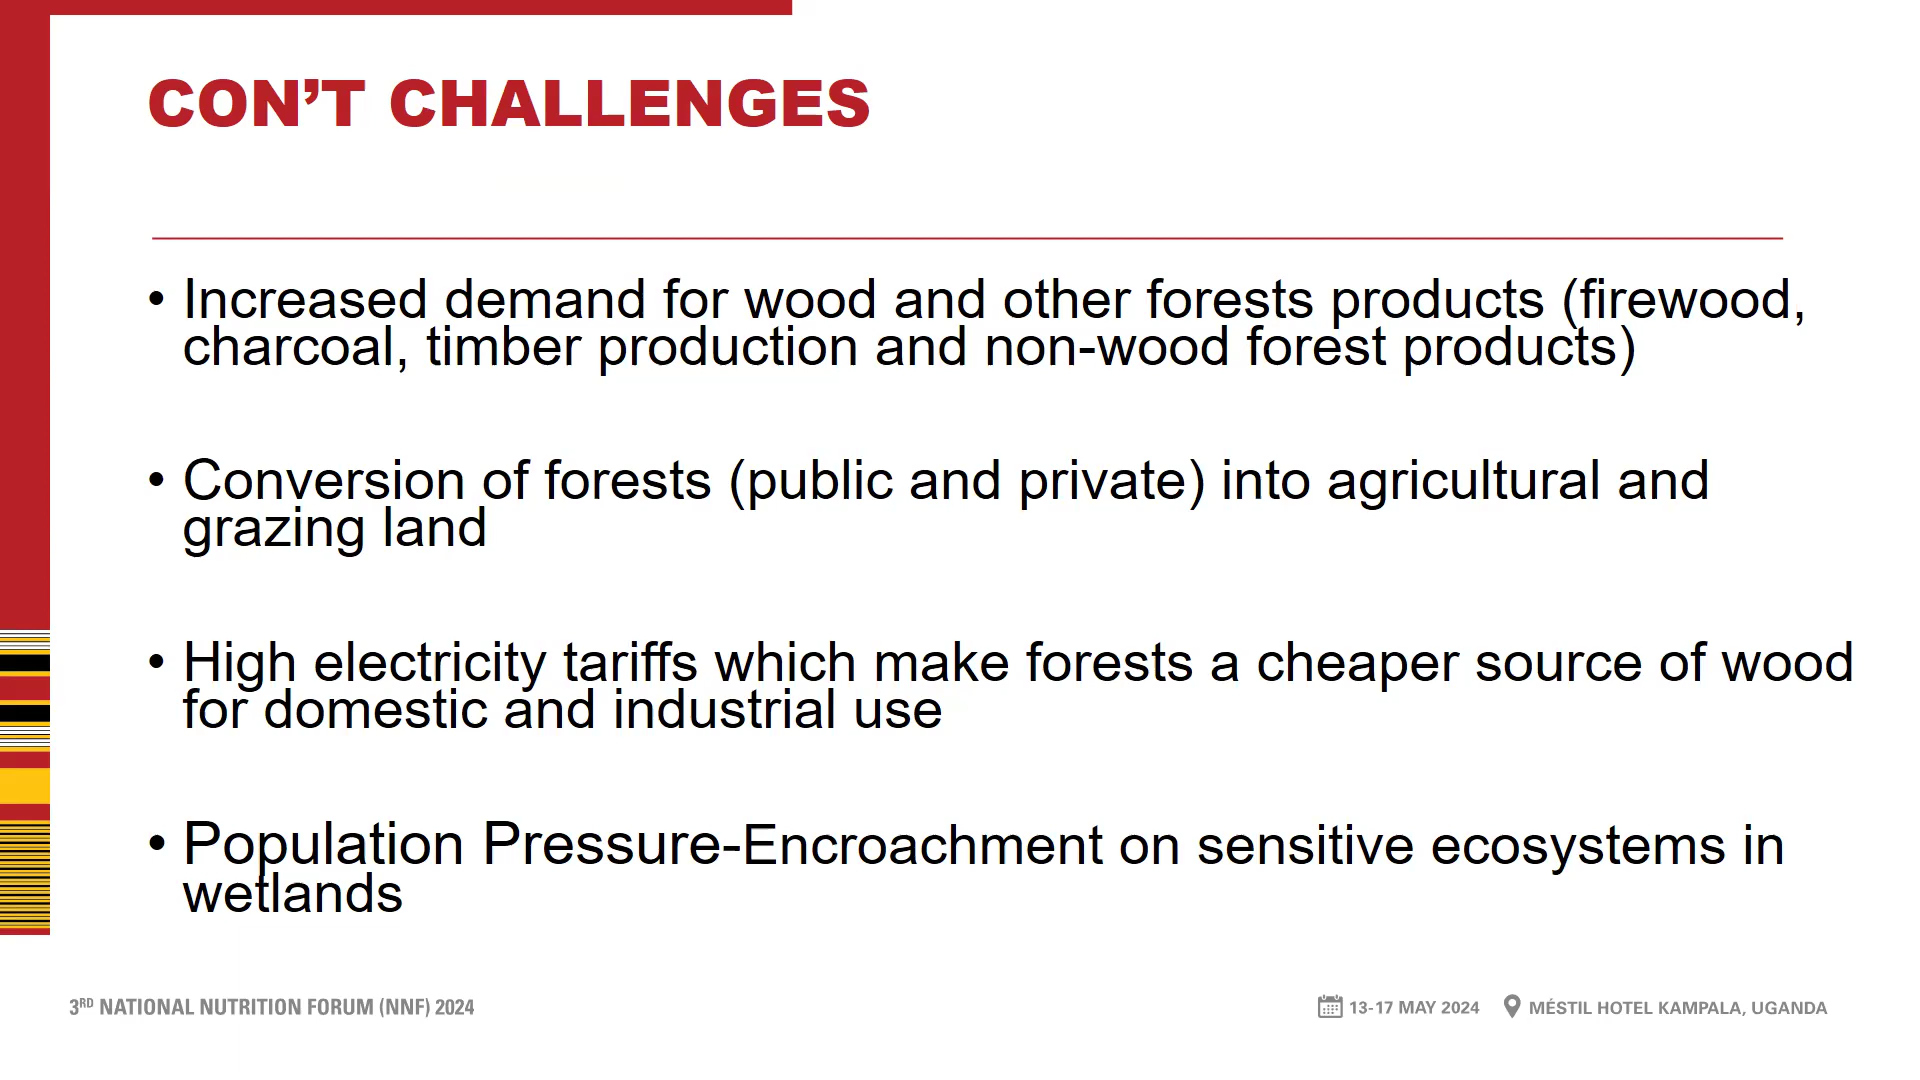 CON’T CHALLENGES
• Increased demand for wood and other forests products (firewood,
charcoal, timber production and non-wood forest products)
• Conversion of forests (public and private) into agricultural and
grazing land
• High electricity tariffs which make forests a cheaper source of wood
for domestic and industrial use
• Population Pressure-Encroachment on sensitive ecosystems in
wetlands
3RD NATIONAL NUTRITION FORUM (NNF) 2024
13-17 MAY 2024
MÉSTIL HOTEL KAMPALA, UGANDA